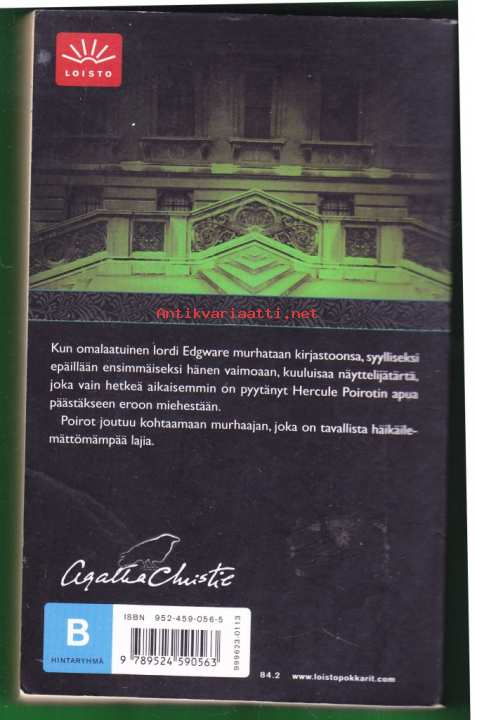 LOISTO
Antikvariaatti.net
Kun omalaatuinen lordi Edgware murhataan kirjastoonsa, syylliseksi
epäillään ensimmäiseksi hänen vaimoaan, kuuluisaa näyttelijätärtä,
joka vain hetkeä aikaisemmin on pyytänyt Hercule Poirotin apua
päästäkseen eroon miehestään.
Poirot joutuu kohtaamaan murhaajan, joka on tavallista häikäile-
mättömämpää lajia.
Agatha Christie
B
HINTARYHMÄ
ISBN 952-459-056-5
9 789524 590563
999623-0113
84.2 www.loistopokkarit.com